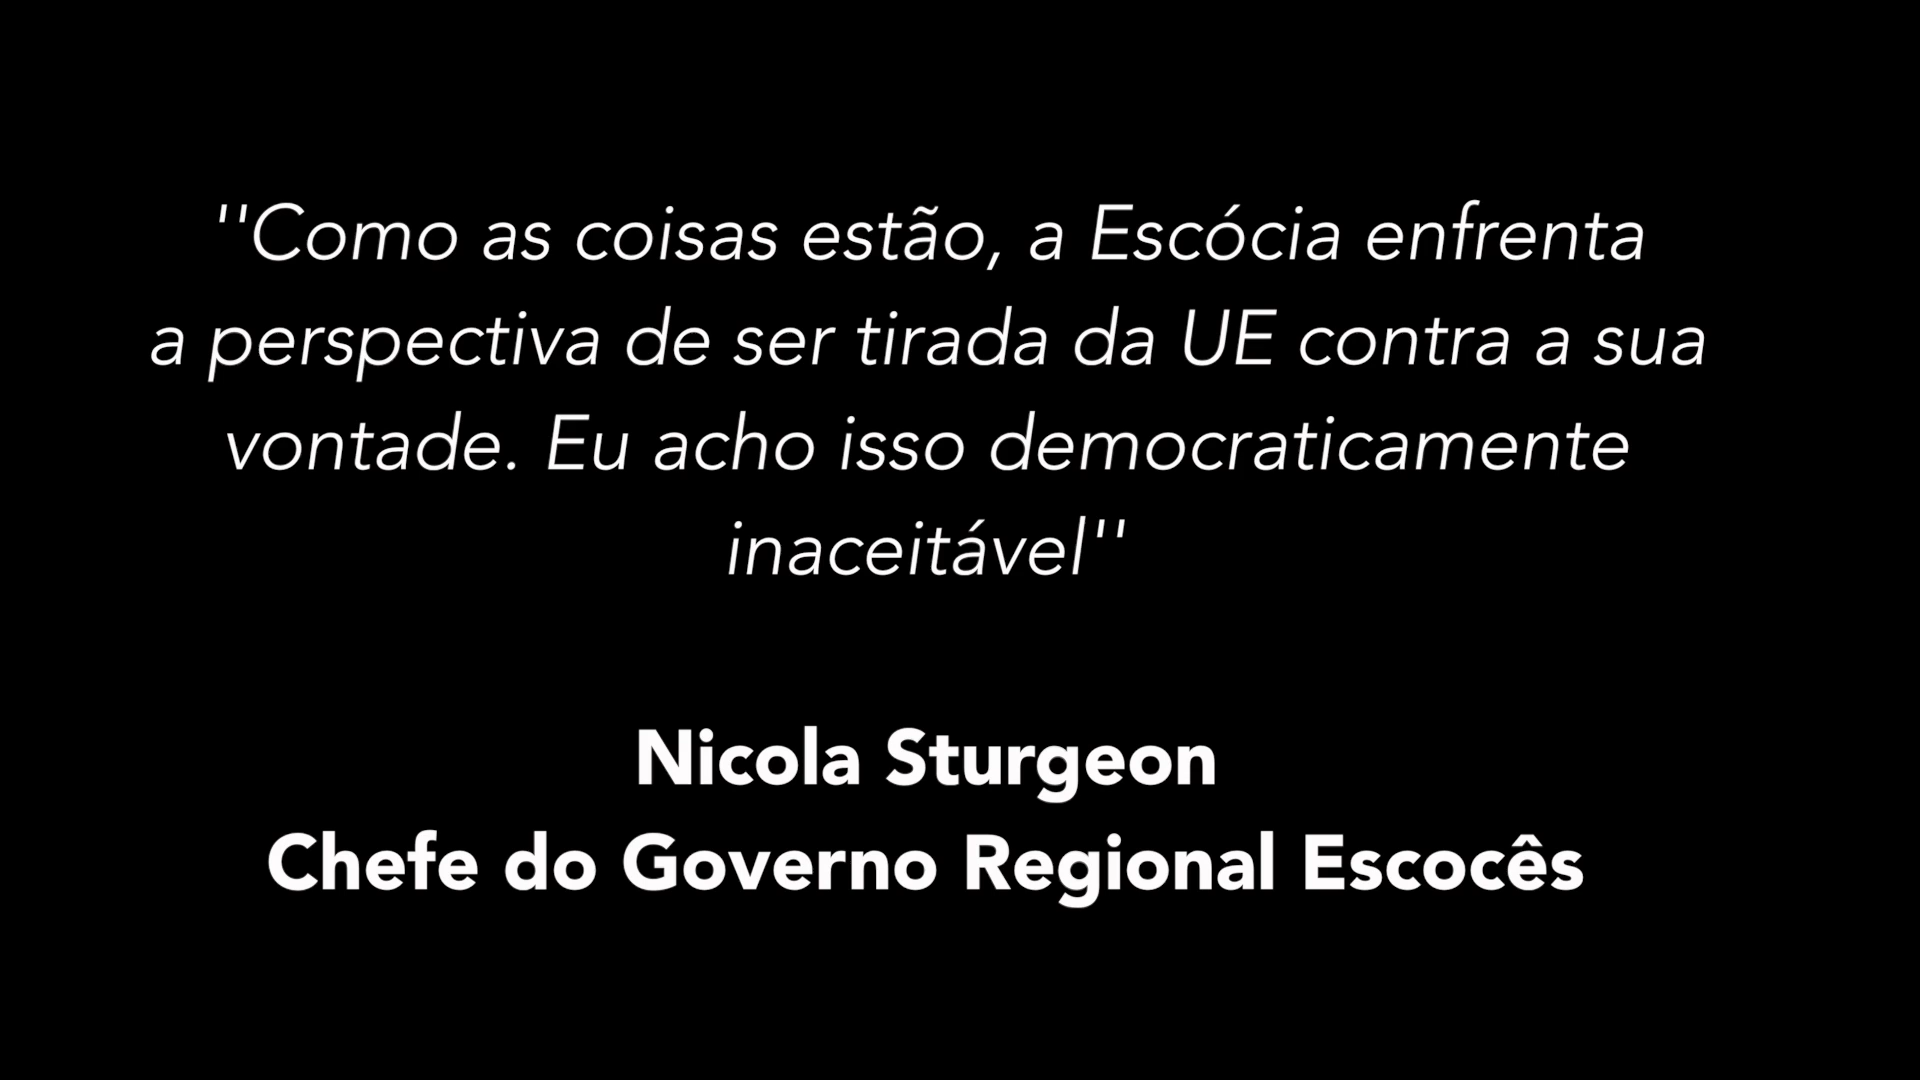 ''Como as coisas estão, a Escócia enfrenta
a perspectiva de ser tirada da UE contra a sua
vontade. Eu acho isso democraticamente
inaceitável''
Nicola Sturgeon
Chefe do Governo Regional Escocês